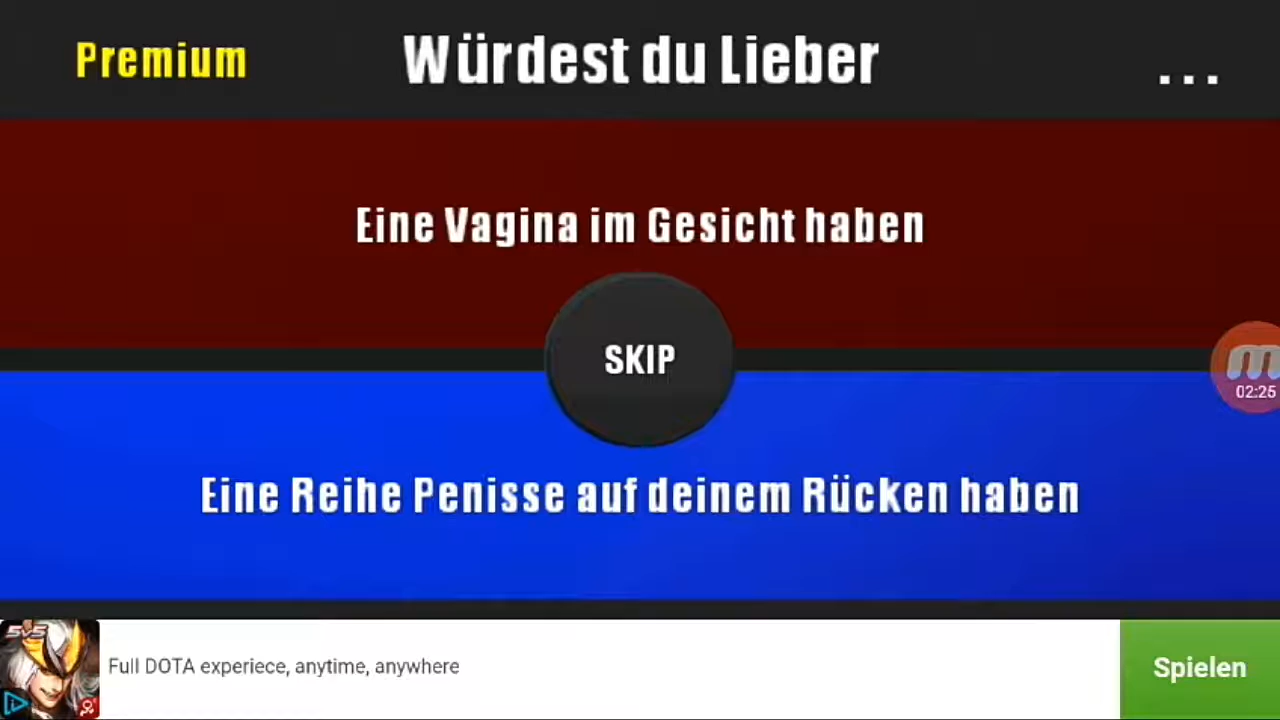 Premium
Würdest du Lieber
...
Eine Vagina im Gesicht haben
SKIP
02:25
Eine Reihe Penisse auf deinem Rücken haben
5v5
Full DOTA experiece, anytime, anywhere
Spielen